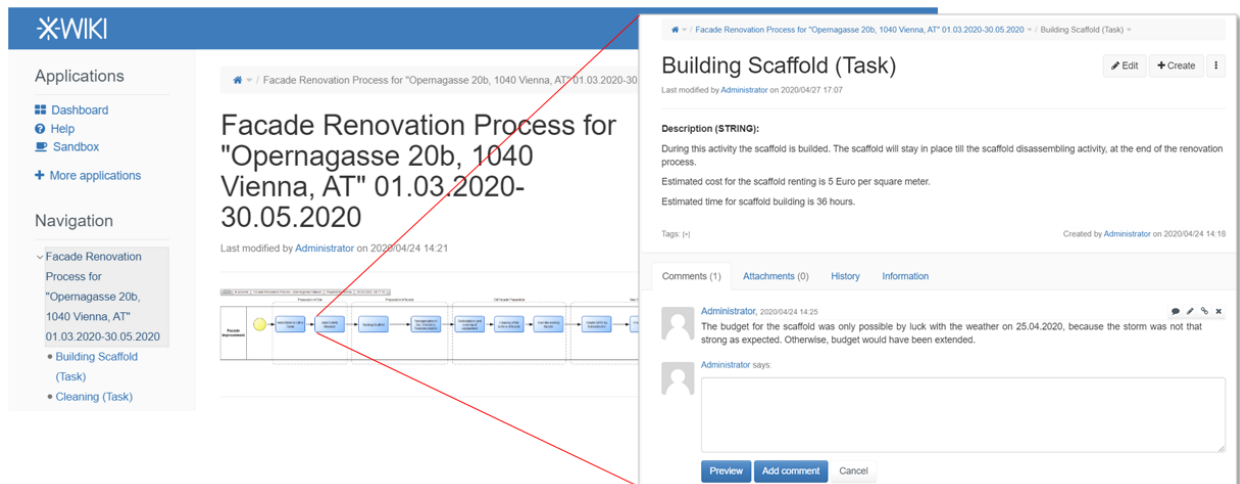 XWIKI
Applications
Dashboard
Help
Sandbox
More applications
Navigation
Facade Renovation
Process for
"Opernagasse 20b,
1040 Vienna, AT"
01.03.2020-30.05.2020
Building Scaffold
(Task)
Cleaning (Task)
/ Facade Renovation Process for "Opernagasse 20b, 1040 Vienna, AT" 01.03.2020-30
Facade Renovation Process for
"Opernagasse 20b, 1040
Vienna, AT" 01.03.2020-
30.05.2020
Last modified by Administrator on 2020/04/24 14:21
/ Facade Renovation Process for "Opernagasse 20b, 1040 Vienna, AT" 01.03.2020-30.05.2020 / Building Scaffold (Task)
Building Scaffold (Task)
Edit
Create
Last modified by Administrator on 2020/04/27 17:07
Description (STRING):
During this activity the scaffold is builded. The scaffold will stay in place till the scaffold disassembling activity, at the end of the renovation
process.
Estimated cost for the scaffold renting is 5 Euro per square meter.
Estimated time for scaffold building is 36 hours.
Tags: [+]
Created by Administrator on 2020/04/24 14:18
Comments (1)
Attachments (0)
History
Information
Administrator, 2020/04/24 14:25
The budget for the scaffold was only possible by luck with the weather on 25.04.2020, because the storm was not that
strong as expected. Otherwise, budget would have been extended.
Administrator says:
Preview
Add comment
Cancel